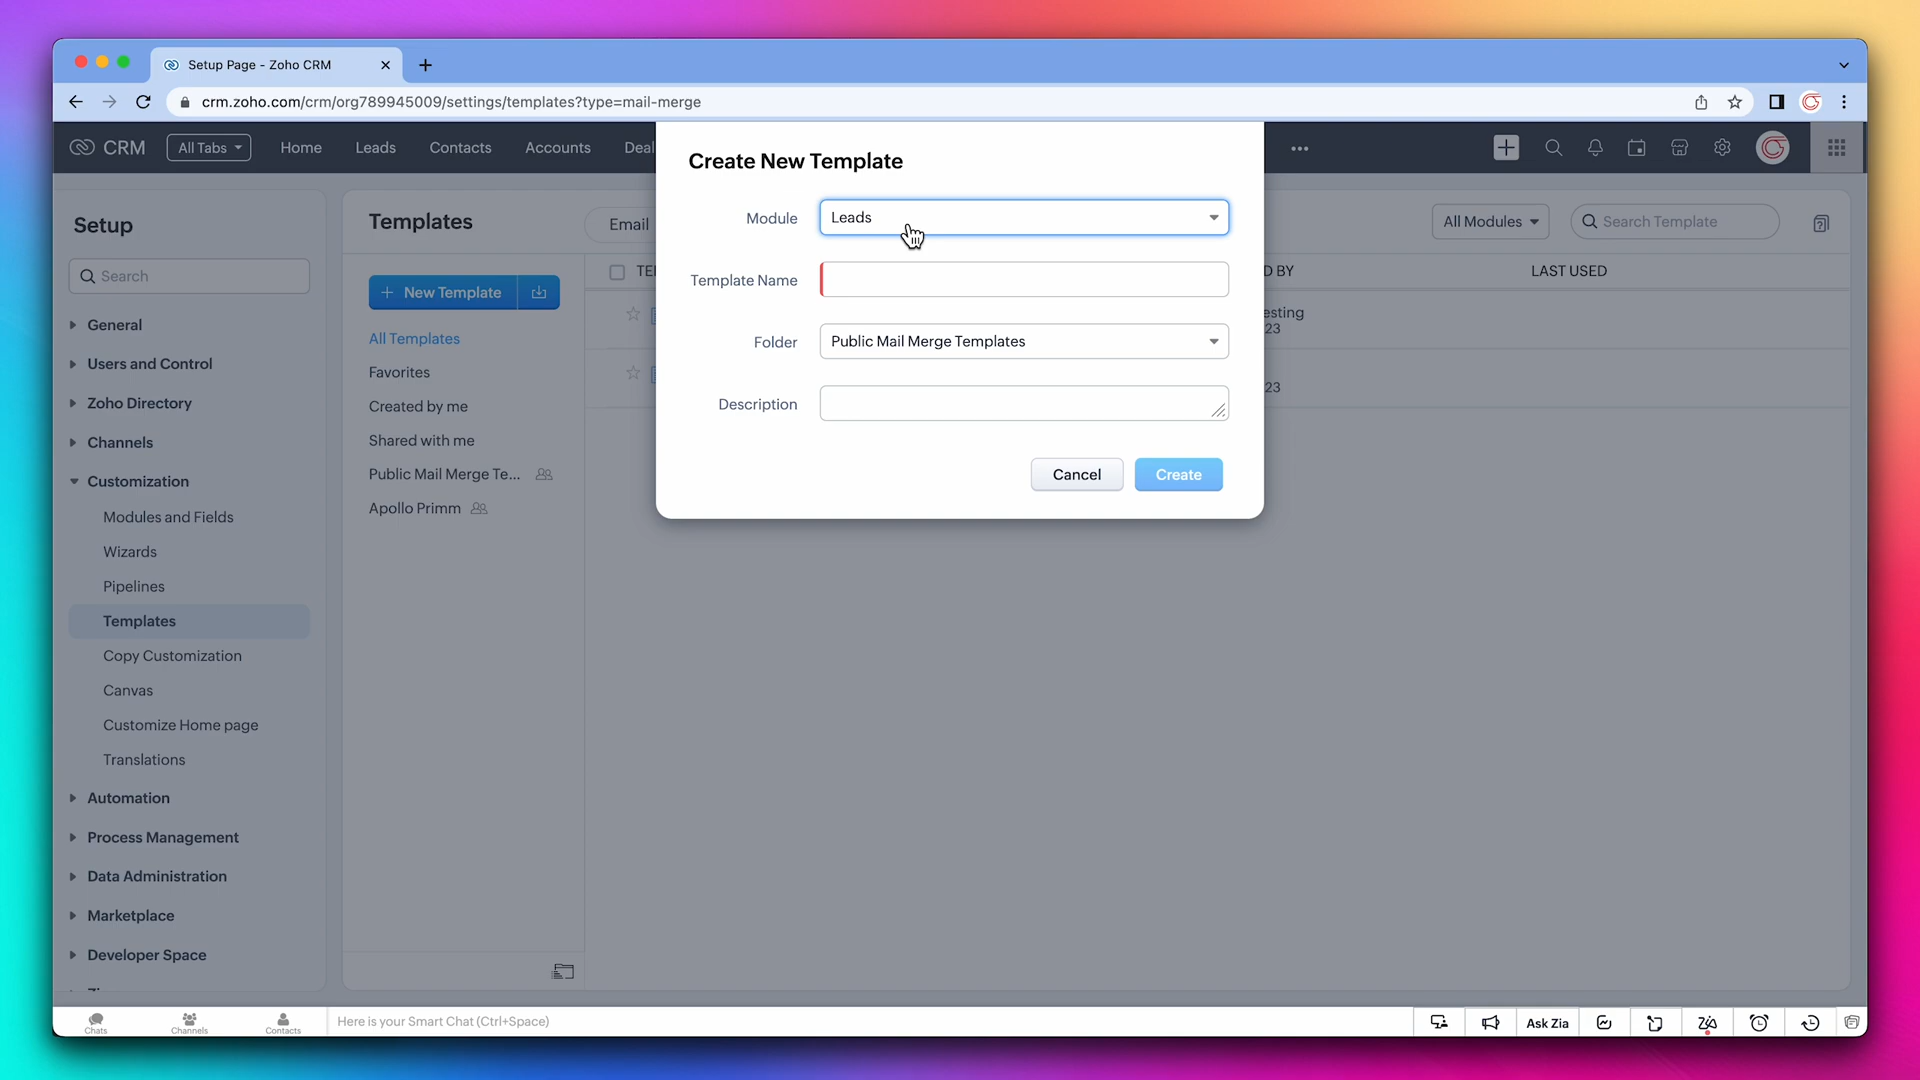 Setup Page - Zoho CRM
crm.zoho.com/crm/org789945009/settings/templates?type=mail-merge
CRM
All Tabs
Home
Leads
Contacts
Accounts
Deal
Create New Template
Module
Leads
Template Name
Folder
Public Mail Merge Templates
Description
Cancel
Create
Setup
Search
General
Users and Control
Zoho Directory
Channels
Customization
Modules and Fields
Wizards
Pipelines
Templates
Copy Customization
Canvas
Customize Home page
Translations
Automation
Process Management
Data Administration
Marketplace
Developer Space
Templates
Email
All Modules
Search Template
New Template
All Templates
Favorites
Created by me
Shared with me
Public Mail Merge Te...
Apollo Primm
TE
D BY
LAST USED
esting
23
23
Chats
Channels
Contacts
Here is your Smart Chat (Ctrl+Space)
Ask Zia